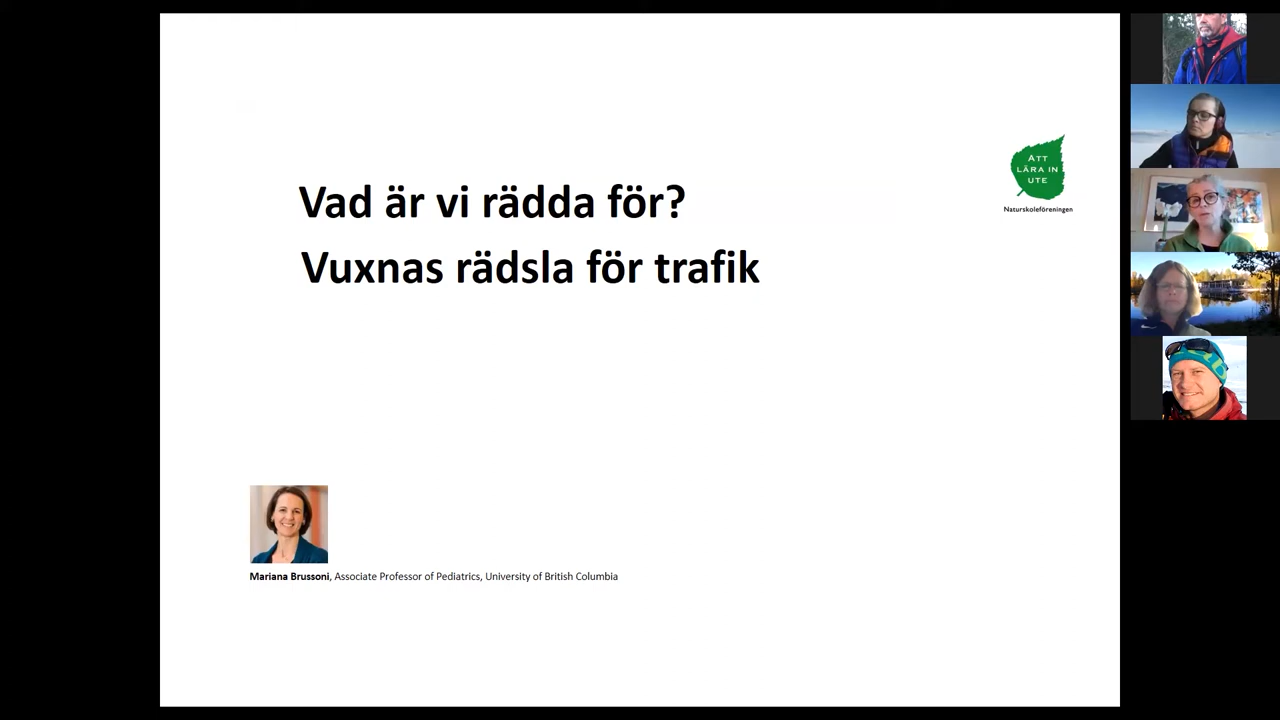 Vad är vi rädda för?
Vuxnas rädsla för trafik
ATT
LÄRA IN
UTE
Naturskoleföreningen
Mariana Brussoni, Associate Professor of Pediatrics, University of British Columbia